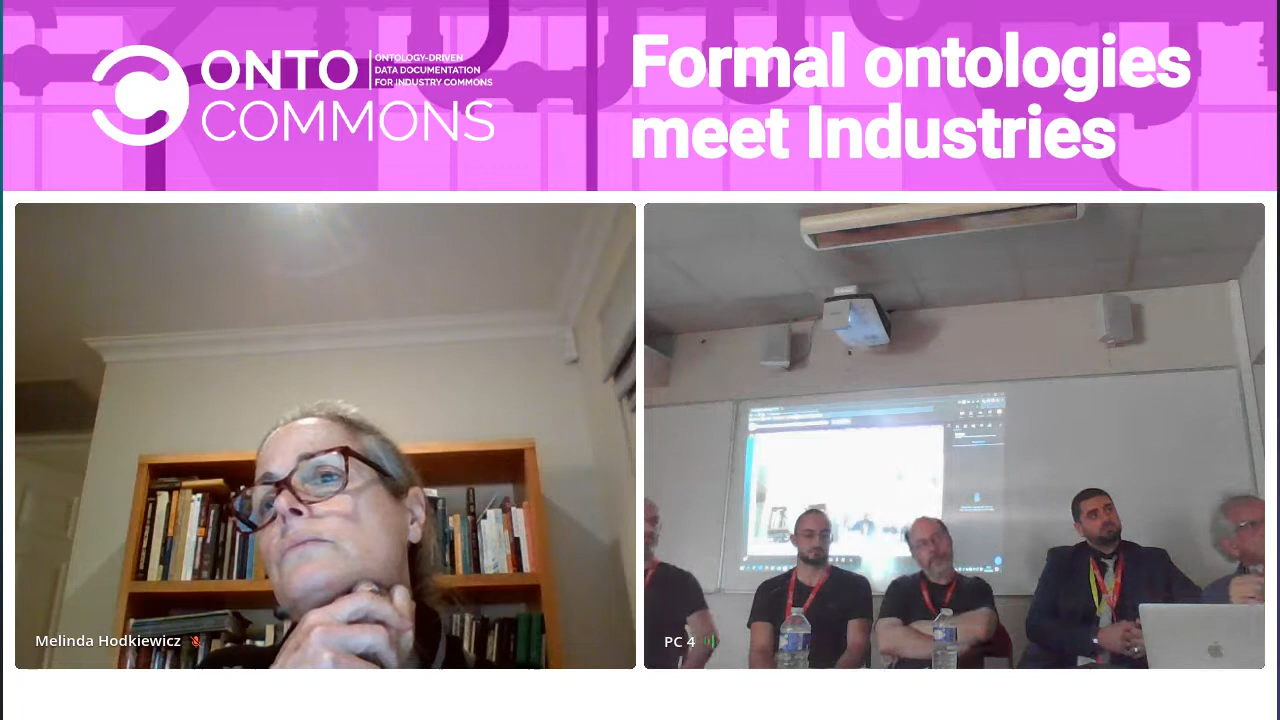 ONTO
COMMONS
ONTOLOGY-DRIVEN
DATA DOCUMENTATION
FOR INDUSTRY COMMONS
Formal ontologies
meet Industries
Melinda Hodkiewicz
PC 4